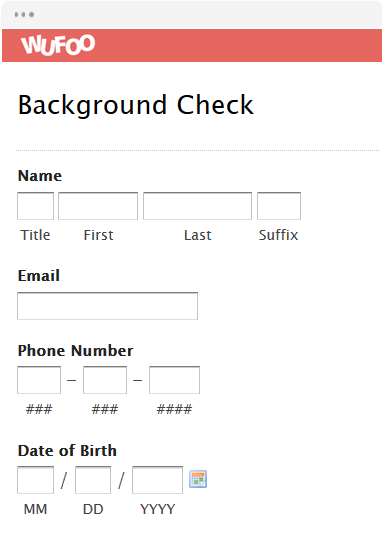 WUFOO
Background Check
Name
Title First Last Suffix
Email
Phone Number
– –
### ### ####
Date of Birth
/ /
MM DD YYYY